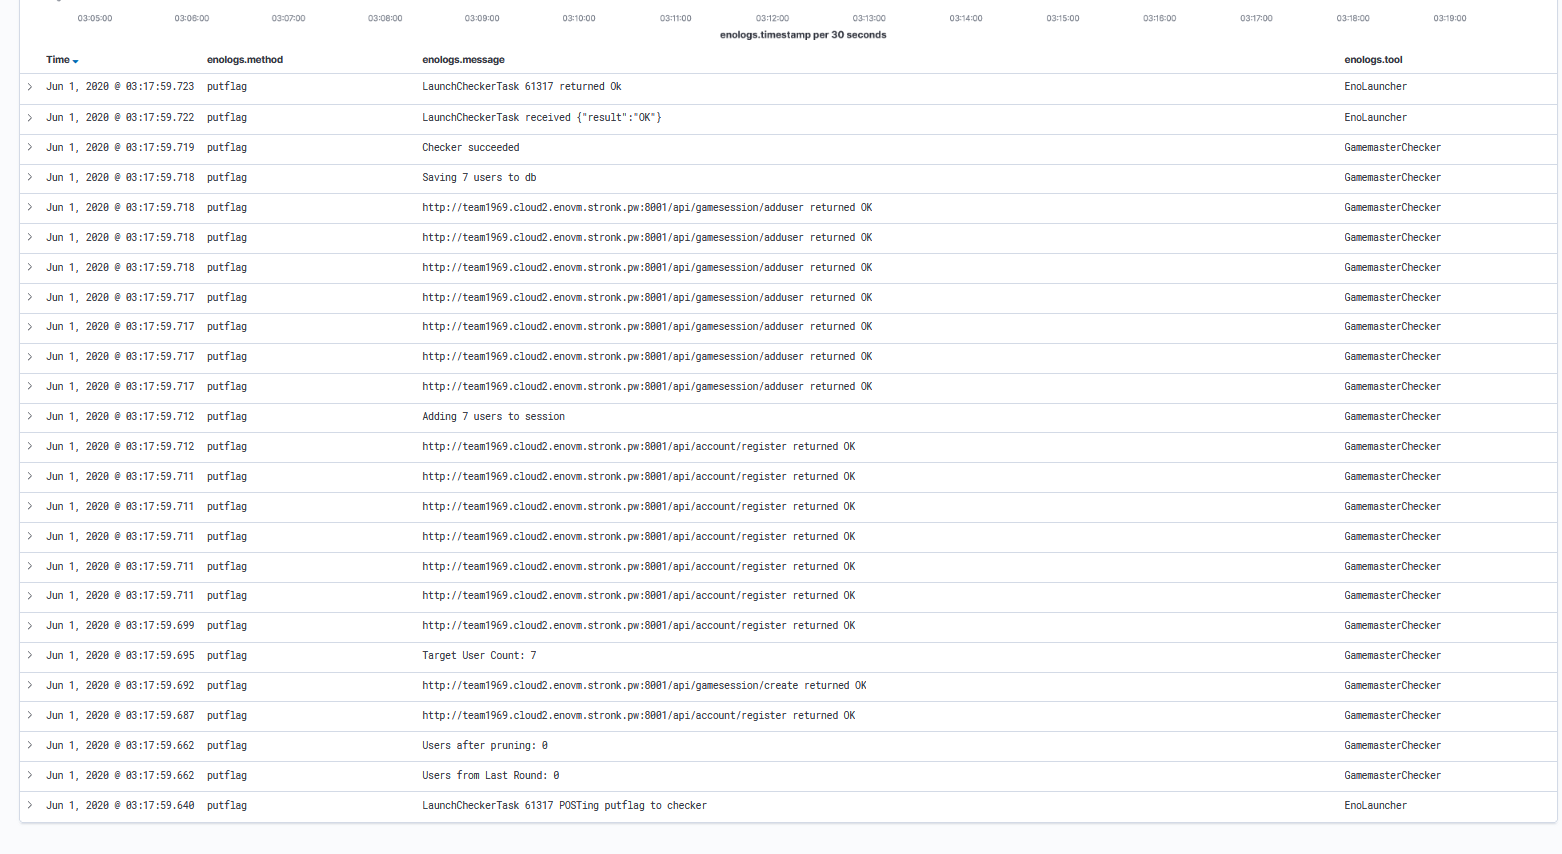 03:05:00 03:06:00 03:07:00 03:08:00 03:09:00 03:10:00 03:11:00 03:12:00 03:13:00 03:14:00 03:15:00 03:16:00 03:17:00 03:18:00 03:19:00
enologs.timestamp per 30 seconds
Time enologs.method enologs.message enologs.tool
Jun 1, 2020 @ 03:17:59.723 putflag LaunchCheckerTask 61317 returned Ok EnoLauncher
Jun 1, 2020 @ 03:17:59.722 putflag LaunchCheckerTask received {"result":"OK"} EnoLauncher
Jun 1, 2020 @ 03:17:59.719 putflag Checker succeeded GamemasterChecker
Jun 1, 2020 @ 03:17:59.718 putflag Saving 7 users to db GamemasterChecker
Jun 1, 2020 @ 03:17:59.718 putflag http://team1969.cloud2.enovm.stronk.pw:8001/api/gamesession/adduser returned OK GamemasterChecker
Jun 1, 2020 @ 03:17:59.718 putflag http://team1969.cloud2.enovm.stronk.pw:8001/api/gamesession/adduser returned OK GamemasterChecker
Jun 1, 2020 @ 03:17:59.718 putflag http://team1969.cloud2.enovm.stronk.pw:8001/api/gamesession/adduser returned OK GamemasterChecker
Jun 1, 2020 @ 03:17:59.717 putflag http://team1969.cloud2.enovm.stronk.pw:8001/api/gamesession/adduser returned OK GamemasterChecker
Jun 1, 2020 @ 03:17:59.717 putflag http://team1969.cloud2.enovm.stronk.pw:8001/api/gamesession/adduser returned OK GamemasterChecker
Jun 1, 2020 @ 03:17:59.717 putflag http://team1969.cloud2.enovm.stronk.pw:8001/api/gamesession/adduser returned OK GamemasterChecker
Jun 1, 2020 @ 03:17:59.717 putflag http://team1969.cloud2.enovm.stronk.pw:8001/api/gamesession/adduser returned OK GamemasterChecker
Jun 1, 2020 @ 03:17:59.712 putflag Adding 7 users to session GamemasterChecker
Jun 1, 2020 @ 03:17:59.712 putflag http://team1969.cloud2.enovm.stronk.pw:8001/api/account/register returned OK GamemasterChecker
Jun 1, 2020 @ 03:17:59.711 putflag http://team1969.cloud2.enovm.stronk.pw:8001/api/account/register returned OK GamemasterChecker
Jun 1, 2020 @ 03:17:59.711 putflag http://team1969.cloud2.enovm.stronk.pw:8001/api/account/register returned OK GamemasterChecker
Jun 1, 2020 @ 03:17:59.711 putflag http://team1969.cloud2.enovm.stronk.pw:8001/api/account/register returned OK GamemasterChecker
Jun 1, 2020 @ 03:17:59.711 putflag http://team1969.cloud2.enovm.stronk.pw:8001/api/account/register returned OK GamemasterChecker
Jun 1, 2020 @ 03:17:59.711 putflag http://team1969.cloud2.enovm.stronk.pw:8001/api/account/register returned OK GamemasterChecker
Jun 1, 2020 @ 03:17:59.699 putflag http://team1969.cloud2.enovm.stronk.pw:8001/api/account/register returned OK GamemasterChecker
Jun 1, 2020 @ 03:17:59.695 putflag Target User Count: 7 GamemasterChecker
Jun 1, 2020 @ 03:17:59.692 putflag http://team1969.cloud2.enovm.stronk.pw:8001/api/gamesession/create returned OK GamemasterChecker
Jun 1, 2020 @ 03:17:59.687 putflag http://team1969.cloud2.enovm.stronk.pw:8001/api/account/register returned OK GamemasterChecker
Jun 1, 2020 @ 03:17:59.662 putflag Users after pruning: 0 GamemasterChecker
Jun 1, 2020 @ 03:17:59.662 putflag Users from Last Round: 0 GamemasterChecker
Jun 1, 2020 @ 03:17:59.640 putflag LaunchCheckerTask 61317 POSTing putflag to checker EnoLauncher